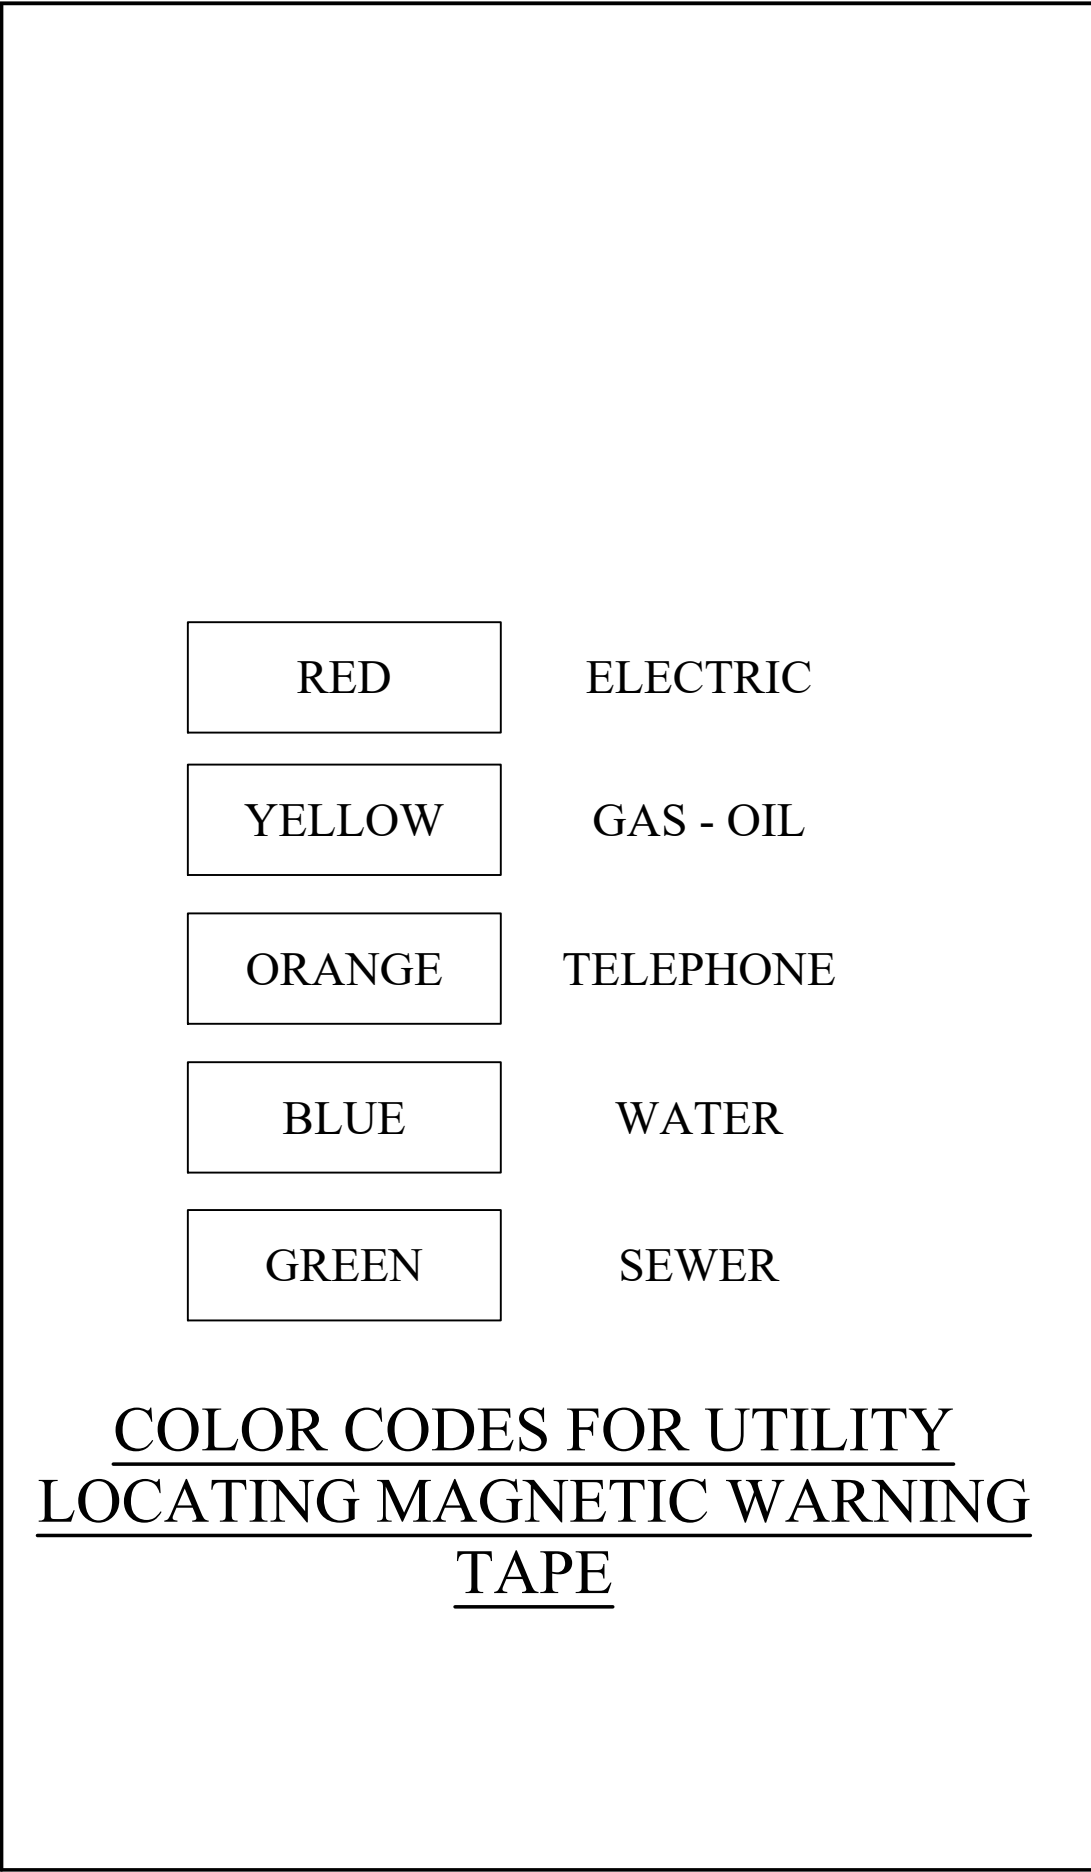 RED ELECTRIC
YELLOW GAS - OIL
ORANGE TELEPHONE
BLUE WATER
GREEN SEWER
COLOR CODES FOR UTILITY
LOCATING MAGNETIC WARNING
TAPE